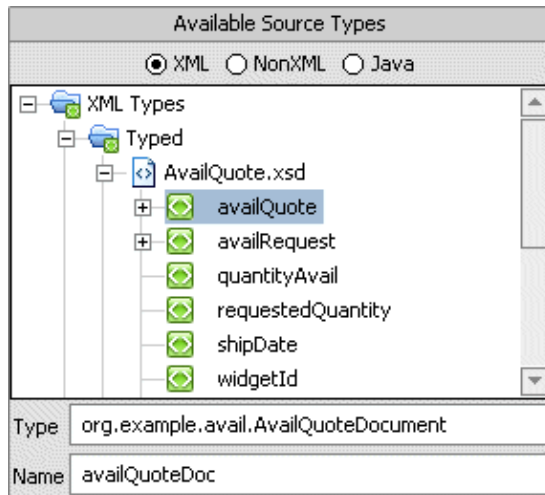 Available Source Types
XML NonXML Java
XML Types
Typed
AvailQuote.xsd
availQuote
availRequest
quantityAvail
requestedQuantity
shipDate
widgetId
Type org.example.avail.AvailQuoteDocument
Name availQuoteDoc